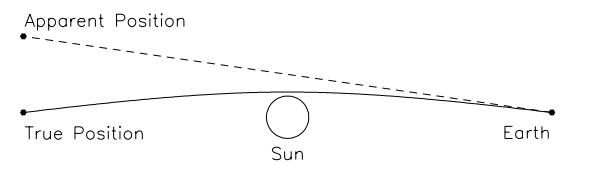 Apparent Position
True Position
Earth
Sun